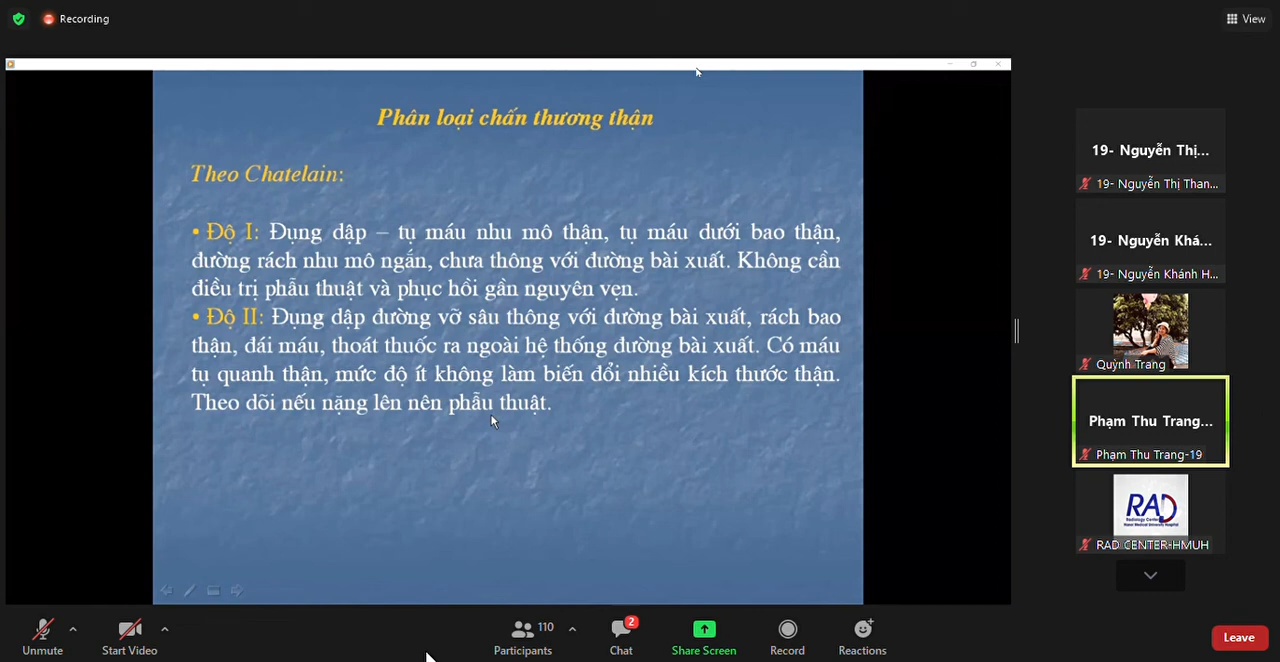 Recording
View
Phân loại chấn thương thận
Theo Chatelain:
• Độ I: Đụng dập – tụ máu nhu mô thận, tụ máu dưới bao thận,
đường rách nhu mô ngắn, chưa thông với đường bài xuất. Không cần
điều trị phẫu thuật và phục hồi gần nguyên vẹn.
• Độ II: Đụng dập đường vỡ sâu thông với đường bài xuất, rách bao
thận, đái máu, thoát thuốc ra ngoài hệ thống đường bài xuất. Có máu
tụ quanh thận, mức độ ít không làm biến đổi nhiều kích thước thận.
Theo dõi nếu nặng lên nên phẫu thuật.
19- Nguyễn Thị...
19- Nguyễn Thị Than...
19- Nguyễn Khá...
19- Nguyễn Khánh H...
Quỳnh Trang
Phạm Thu Trang...
Phạm Thu Trang-19
RAD
Radiology Center
Hanoi Medical University Hospital
RAD CENTER-HMUH
Unmute
Start Video
110
Participants
2
Chat
Share Screen
Record
Reactions
Leave